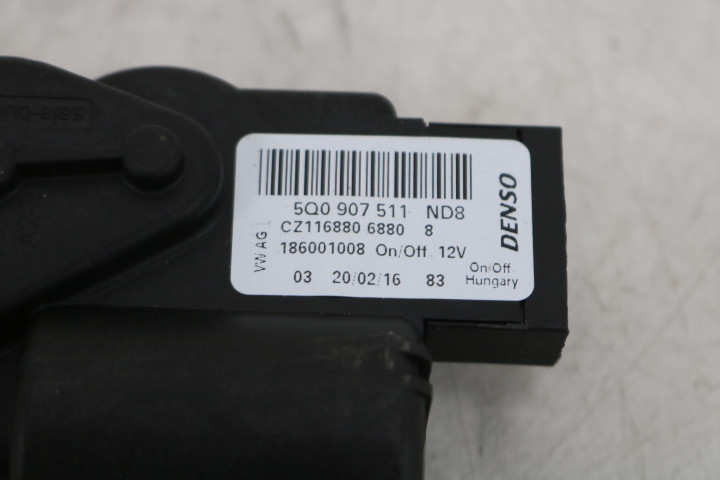 5Q0 907 511 ND8
CZ116880 6880 8
186001008 On/Off 12V
03 20/02/16 83
VW AG
DENSO
On/Off
Hungary